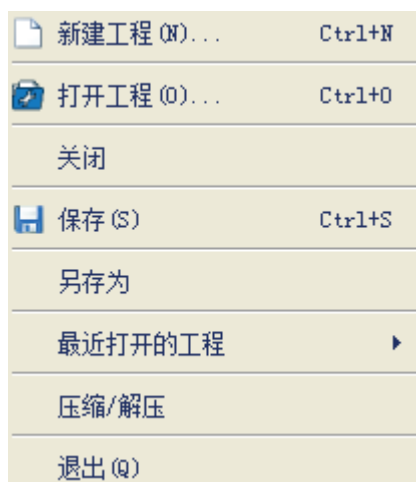 新建工程(N)... Ctrl+N
打开工程(O)... Ctrl+O
关闭
保存(S) Ctrl+S
另存为
最近打开的工程
压缩/解压
退出(Q)